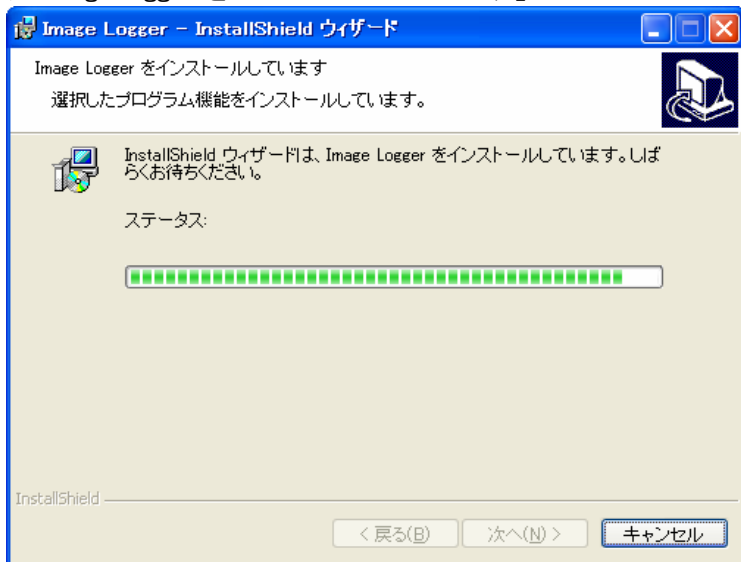 Image Logger - InstallShield ウィザード
Image Logger をインストールしています
選択したプログラム機能をインストールしています。
InstallShield ウィザードは、Image Logger をインストールしています。しば
らくお待ちください。
ステータス:
InstallShield
< 戻る(B)
次へ(N) >
キャンセル